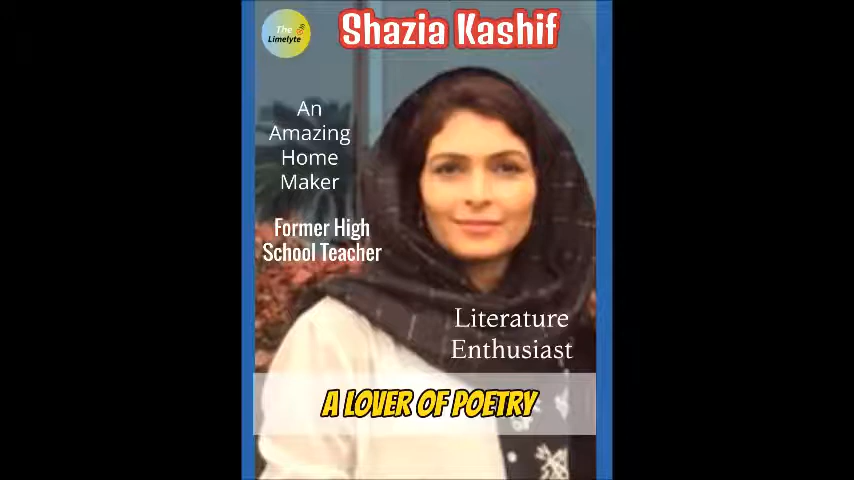 The
Limelyte
Shazia Kashif
An
Amazing
Home
Maker
Former High
School Teacher
Literature
Enthusiast
A LOVER OF POETRY